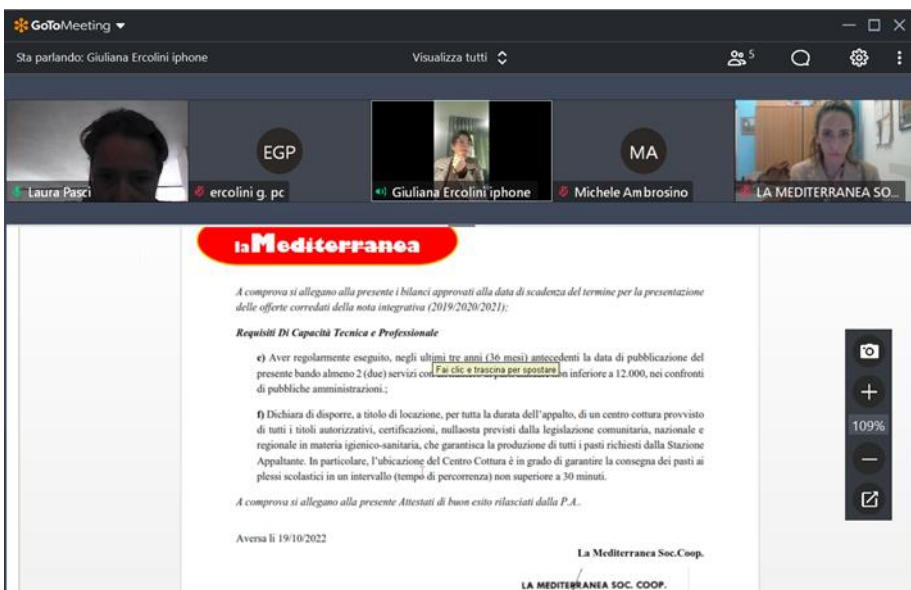 GoToMeeting
Sta parlando: Giuliana Ercolini iphone
Visualizza tutti
5
EGP
MA
Laura Pasci
ercolini g. pc
Giuliana Ercolini iphone
Michele Ambrosino
LA MEDITERRANEA SO...
la Mediterranea
A comprova si allegano alla presente i bilanci approvati alla data di scadenza del termine per la presentazione
delle offerte corredati della nota integrativa (2019/2020/2021);
Requisiti Di Capacità Tecnica e Professionale
e) Aver regolarmente eseguito, negli ultimi tre anni (36 mesi) antecedenti la data di pubblicazione del
Fai clic e trascina per spostare
presente bando almeno 2 (due) servizi con non inferiore a 12.000, nei confronti
di pubbliche amministrazioni.;
f) Dichiara di disporre, a titolo di locazione, per tutta la durata dell'appalto, di un centro cottura provvisto
di tutti i titoli autorizzativi, certificazioni, nullaosta previsti dalla legislazione comunitaria, nazionale e
regionale in materia igienico-sanitaria, che garantisca la produzione di tutti i pasti richiesti dalla Stazione
Appaltante. In particolare, l'ubicazione del Centro Cottura è in grado di garantire la consegna dei pasti ai
plessi scolastici in un intervallo (tempo di percorrenza) non superiore a 30 minuti.
A comprova si allegano alla presente Attestati di buon esito rilasciati dalla P.A..
Aversa li 19/10/2022
La Mediterranea Soc.Coop.
LA MEDITERRANEA SOC. COOP.
109%